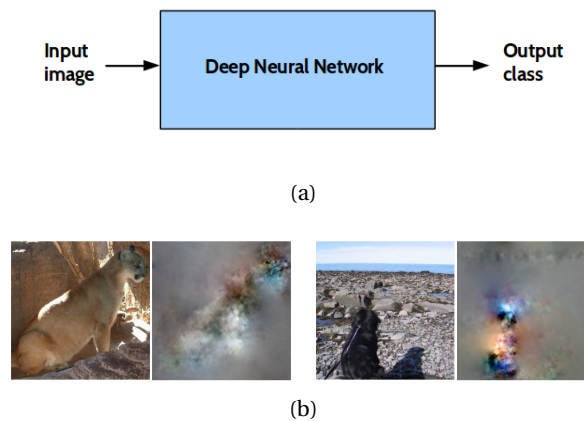 Input
image
Deep Neural Network
Output
class
(a)
(b)